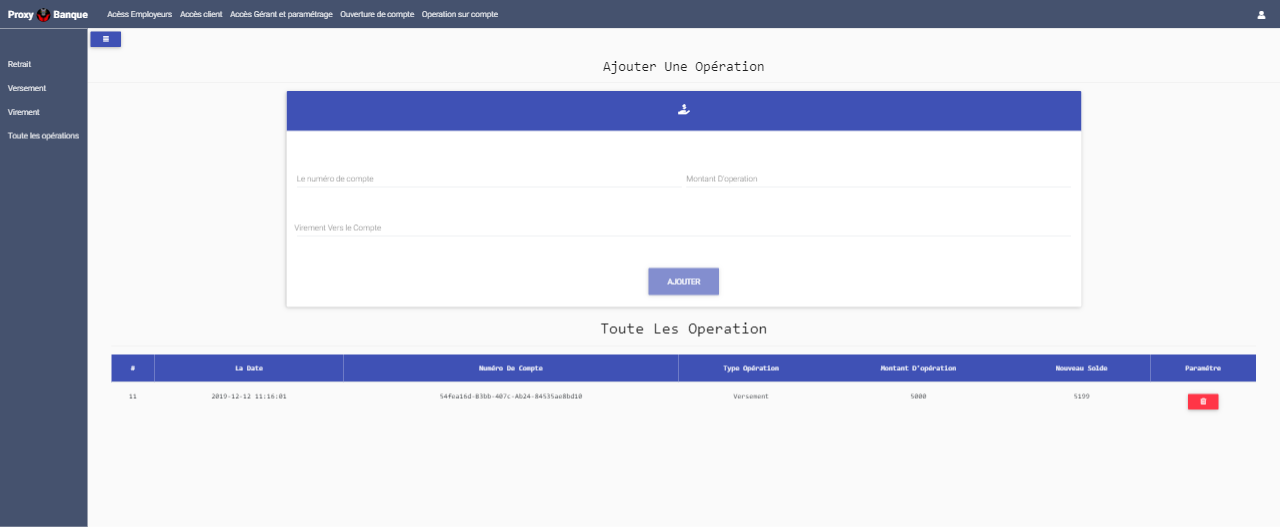 Proxy Banque Acèss Employeurs Accès client Accès Gérant et paramétrage Ouverture de compte Operation sur compte
Retrait
Versement
Virement
Toute les opérations
Ajouter Une Opération
Le numéro de compte Montant D'operation
Virement Vers le Compte
AJOUTER
Toute Les Operation
# La Date Numéro De Compte Type Opération Montant D'opération Nouveau Solde Paramétre
11 2019-12-12 11:16:01 54fea16d-B3bb-407c-Ab24-84535ae8bd10 Versement 5000 5199